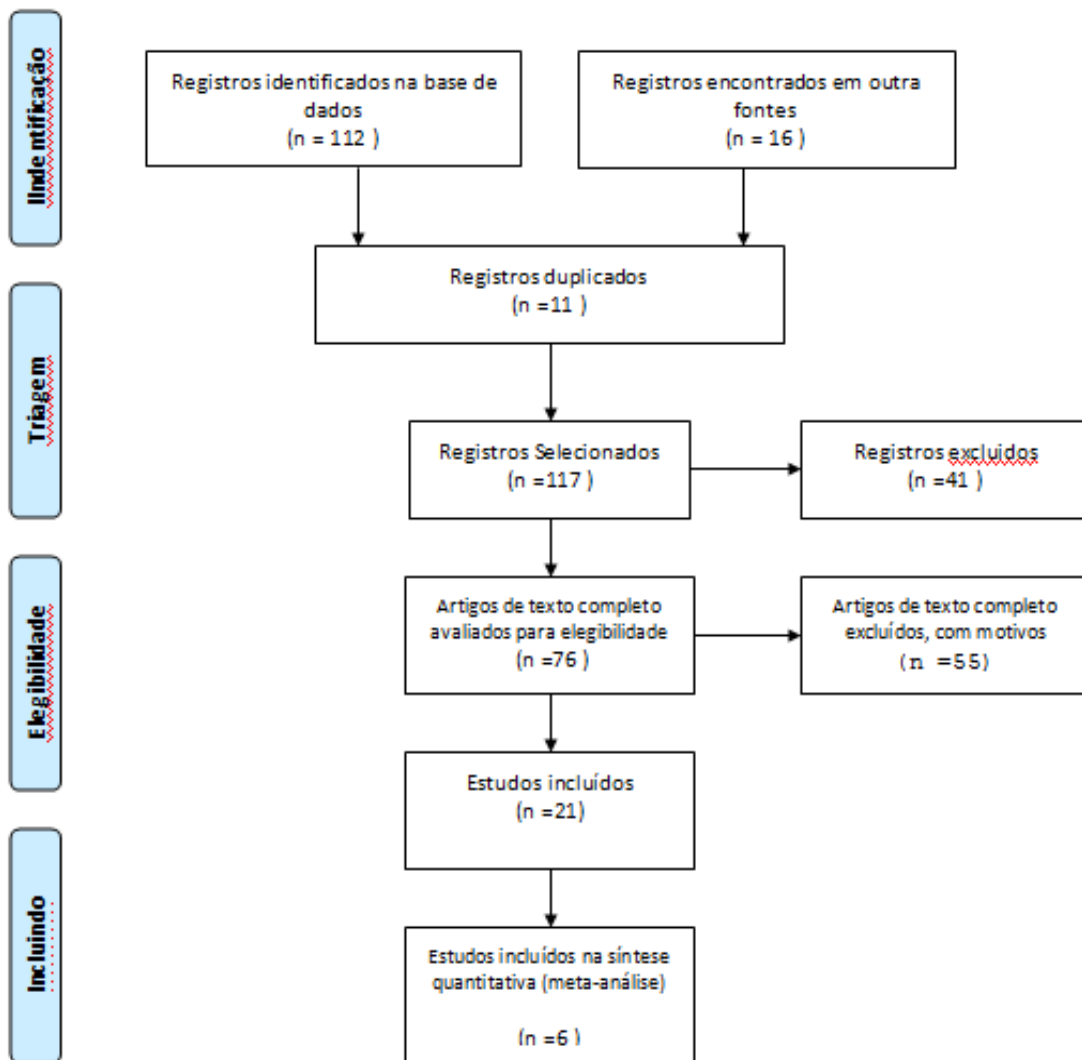 IInde ntificação
Registros identificados na base de
dados
(n = 112 )
Registros encontrados em outra
fontes
(n = 16 )
Registros duplicados
(n =11 )
Triagem
Registros Selecionados
(n =117 )
Registros excluidos
(n =41 )
Elegibilidade
Artigos de texto completo
avaliados para elegibilidade
(n =76 )
Artigos de texto completo
excluídos, com motivos
(n =55)
Estudos incluídos
(n =21)
Incluindo
Estudos incluídos na síntese
quantitativa (meta-análise)
(n =6 )